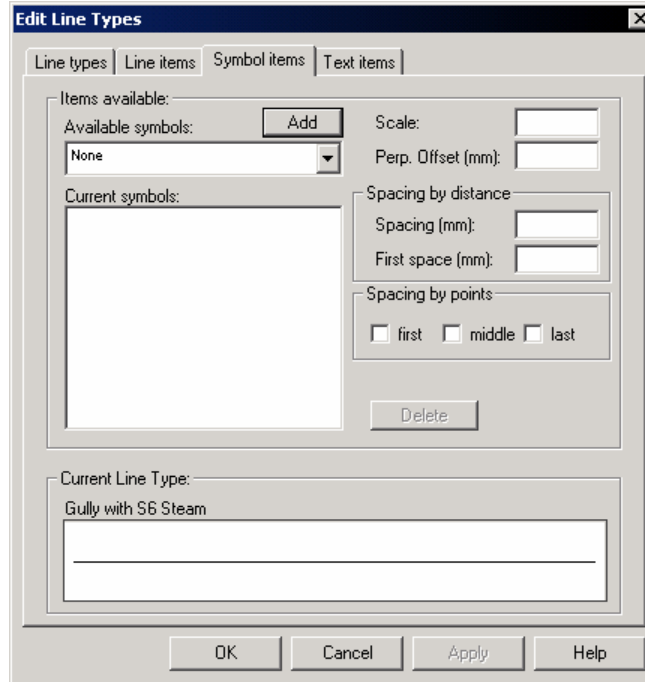 Edit Line Types
Line types
Line items
Symbol items
Text items
Items available:
Available symbols:
Add
None
Current symbols:
Scale:
Perp. Offset (mm):
Spacing by distance
Spacing (mm):
First space (mm):
Spacing by points
first
middle
last
Delete
Current Line Type:
Gully with S6 Steam
OK
Cancel
Apply
Help